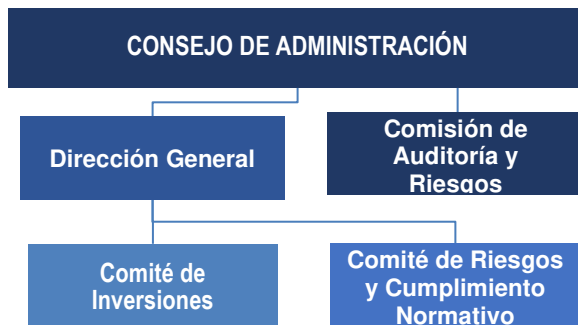 CONSEJO DE ADMINISTRACIÓN
Dirección General
Comisión de
Auditoría y
Riesgos
Comité de
Inversiones
Comité de Riesgos
y Cumplimiento
Normativo